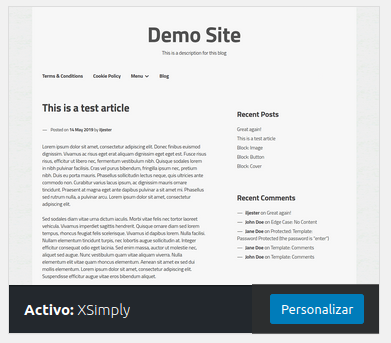 Demo Site
This is a description for this blog
Terms & Conditions Cookie Policy Menu Blog
This is a test article
— Posted on 14 May 2019 by lijester
Lorem ipsum dolor sit amet, consectetur adipiscing elit. Donec finibus euismod
dignissim. Vivamus ac risus eget erat aliquam dignissim eget eget est. Fusce
risus, efficitur ut libero nec, fermentum vestibulum nibh. Quisque sodales lorem
in nibh pulvinar facilisis. Cras vel purus bibendum, fringilla ipsum nec, pretium
nibh. Duis eu porta mauris. Phasellus sollicitudin lectus neque, quis ultricies ante
commodo non. Curabitur varius lacus ipsum, ac dignissim mauris ornare
tincidunt. Praesent at magna eget ante dapibus pulvinar a sit amet mi. Phasellus
sed rutrum nulla, a pulvinar arcu. Lorem ipsum dolor sit amet, consectetur
adipiscing elit.
Sed sodales diam vitae urna dictum iaculis. Morbi vitae felis nec tortor laoreet
vehicula. Vivamus imperdiet sagittis hendrerit. Quisque ornare diam sed lorem
tempus, rhoncus feugiat felis scelerisque. Vivamus id dapibus lorem. Nulla facilisi.
Nullam elementum tincidunt turpis, nec lobortis augue sollicitudin at. Integer
efficitur consequat odio eget lacinia. Sed enim lorem, auctor id molestie nec,
aliquet sed augue. Nunc vestibulum quam vitae aliquam viverra. Nulla
elementum elit vitae quam rhoncus elementum. Aenean sit amet ex sed dui
mollis elementum. Lorem ipsum dolor sit amet, consectetur adipiscing elit.
Suspendisse efficitur augue vitae eros bibendum aliquet.
Recent Posts
Great again!
This is a test article
Block: Image
Block: Button
Block: Cover
Recent Comments
— lijester on Great again!
— John Doe on Edge Case: No Content
— Jane Doe on Protected: Template:
Password Protected (the password is "enter")
— Jane Doe on Template: Comments
— John Doe on Template: Comments
Activo: XSimply
Personalizar